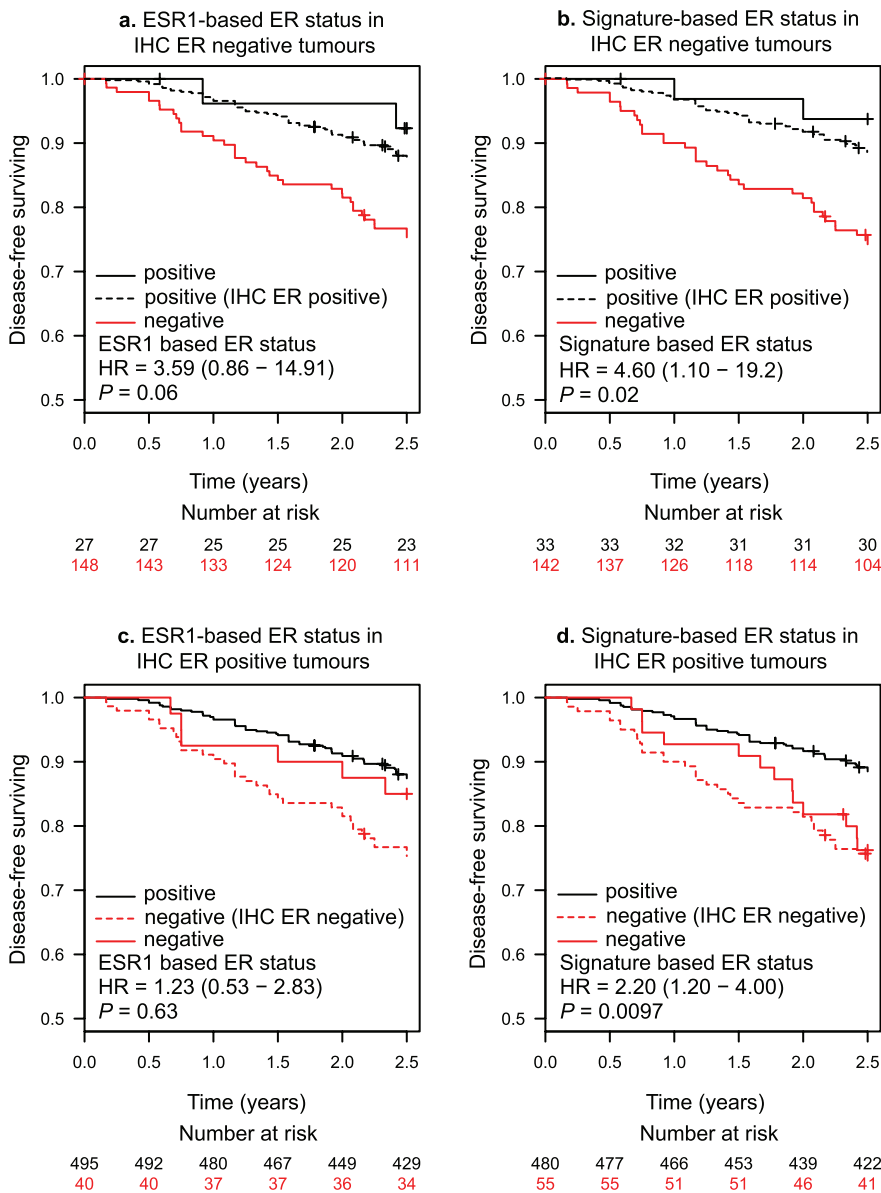 a. ESR1-based ER status in
IHC ER negative tumours
Disease-free surviving
1.0
0.9
0.8
0.7
0.6
0.5
positive
positive (IHC ER positive)
negative
ESR1 based ER status
HR = 3.59 (0.86 − 14.91)
P = 0.06
0.0 0.5 1.0 1.5 2.0 2.5
Time (years)
Number at risk
27 27 25 25 25 23
148 143 133 124 120 111
b. Signature-based ER status in
IHC ER negative tumours
Disease-free surviving
1.0
0.9
0.8
0.7
0.6
0.5
positive
positive (IHC ER positive)
negative
Signature based ER status
HR = 4.60 (1.10 − 19.2)
P = 0.02
0.0 0.5 1.0 1.5 2.0 2.5
Time (years)
Number at risk
33 33 32 31 31 30
142 137 126 118 114 104
c. ESR1-based ER status in
IHC ER positive tumours
Disease-free surviving
1.0
0.9
0.8
0.7
0.6
0.5
positive
negative (IHC ER negative)
negative
ESR1 based ER status
HR = 1.23 (0.53 − 2.83)
P = 0.63
0.0 0.5 1.0 1.5 2.0 2.5
Time (years)
Number at risk
495 492 480 467 449 429
40 40 37 37 36 34
d. Signature-based ER status in
IHC ER positive tumours
Disease-free surviving
1.0
0.9
0.8
0.7
0.6
0.5
positive
negative (IHC ER negative)
negative
Signature based ER status
HR = 2.20 (1.20 − 4.00)
P = 0.0097
0.0 0.5 1.0 1.5 2.0 2.5
Time (years)
Number at risk
480 477 466 453 439 422
55 55 51 51 46 41